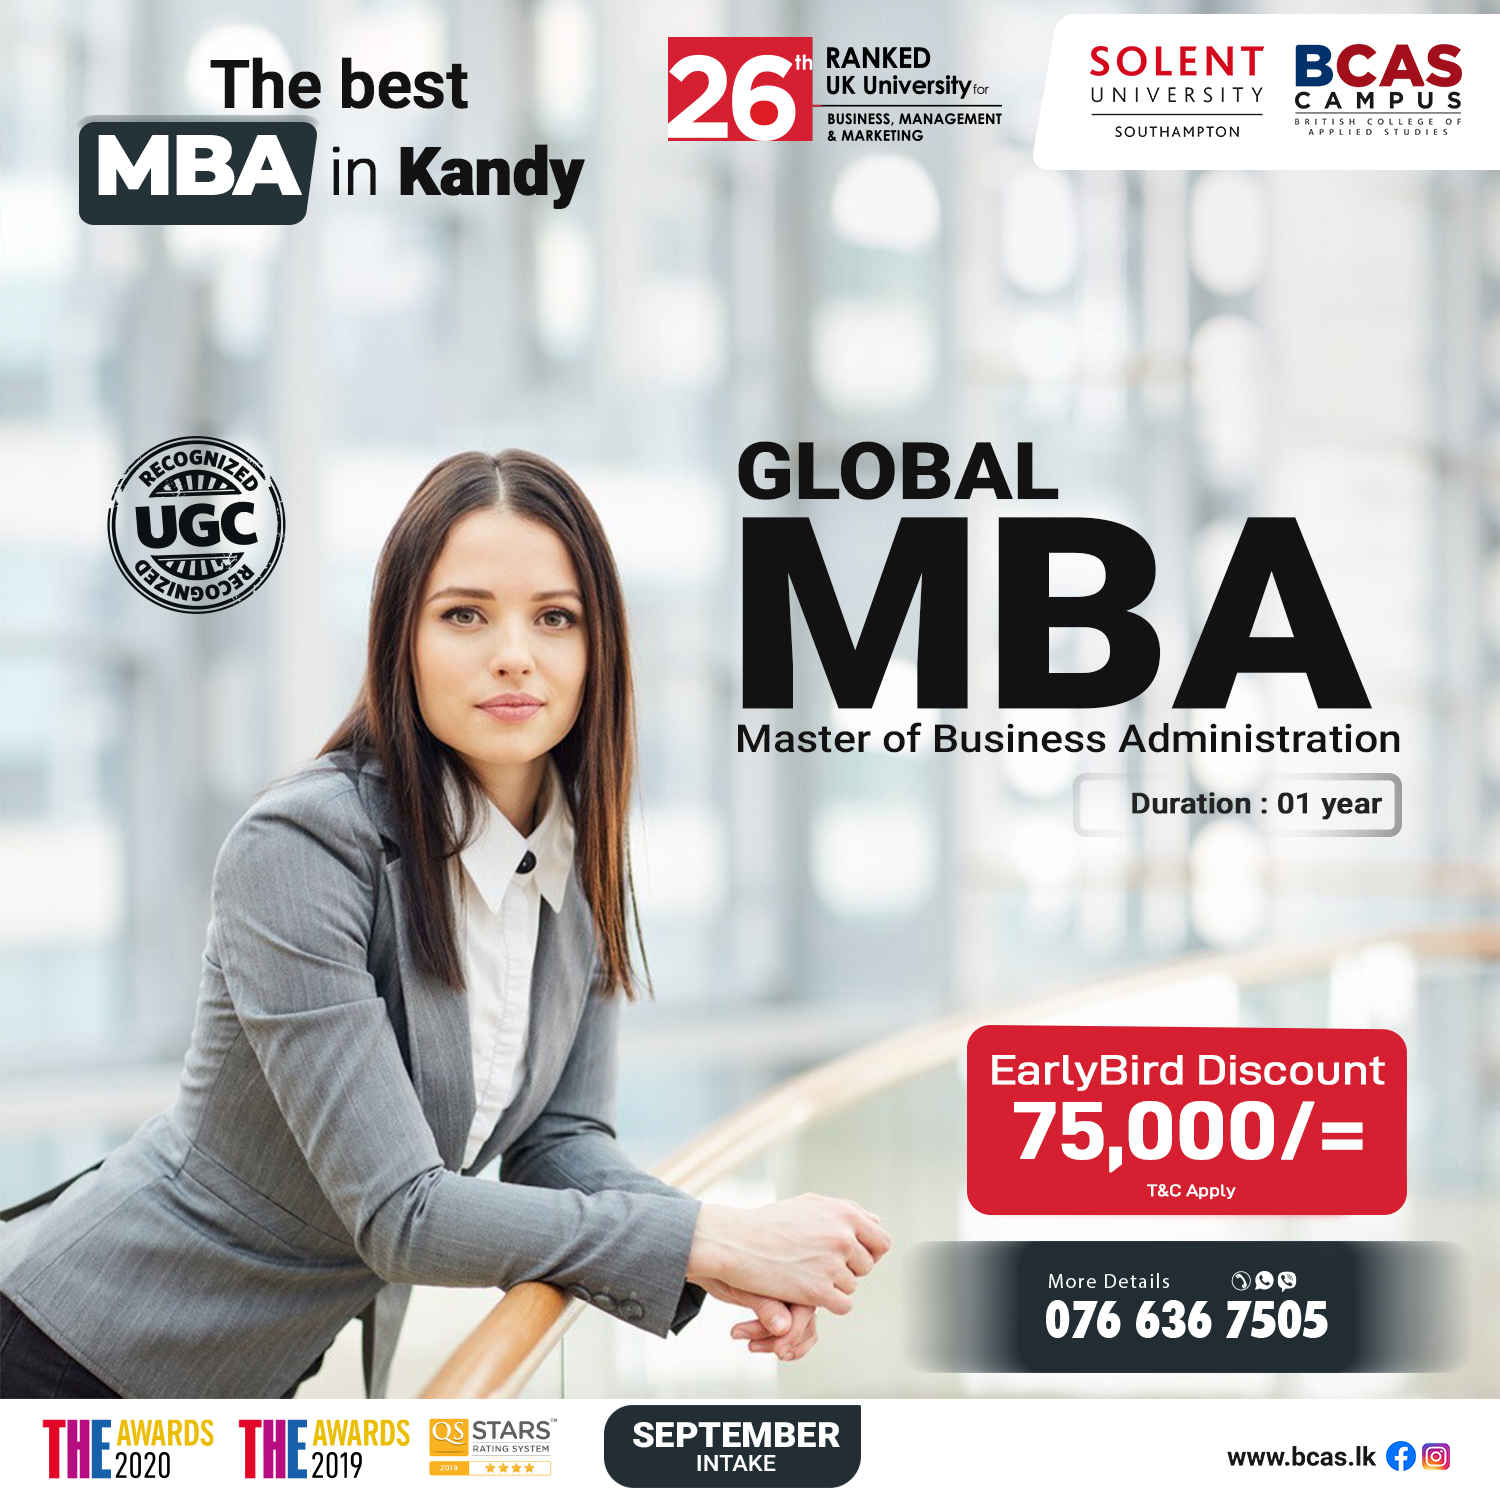 The best
MBA in Kandy
26th
RANKED
UK University for
BUSINESS, MANAGEMENT
& MARKETING
SOLENT
UNIVERSITY
SOUTHAMPTON
BCAS
CAMPUS
BRITISH COLLEGE OF
APPLIED STUDIES
RECOGNIZED
UGC
RECOGNIZED
GLOBAL
MBA
Master of Business Administration
Duration : 01 year
EarlyBird Discount
75,000/=
T&C Apply
More Details
076 636 7505
THE AWARDS
2020
THE AWARDS
2019
QS STARS™
RATING SYSTEM
2019
SEPTEMBER
INTAKE
www.bcas.lk